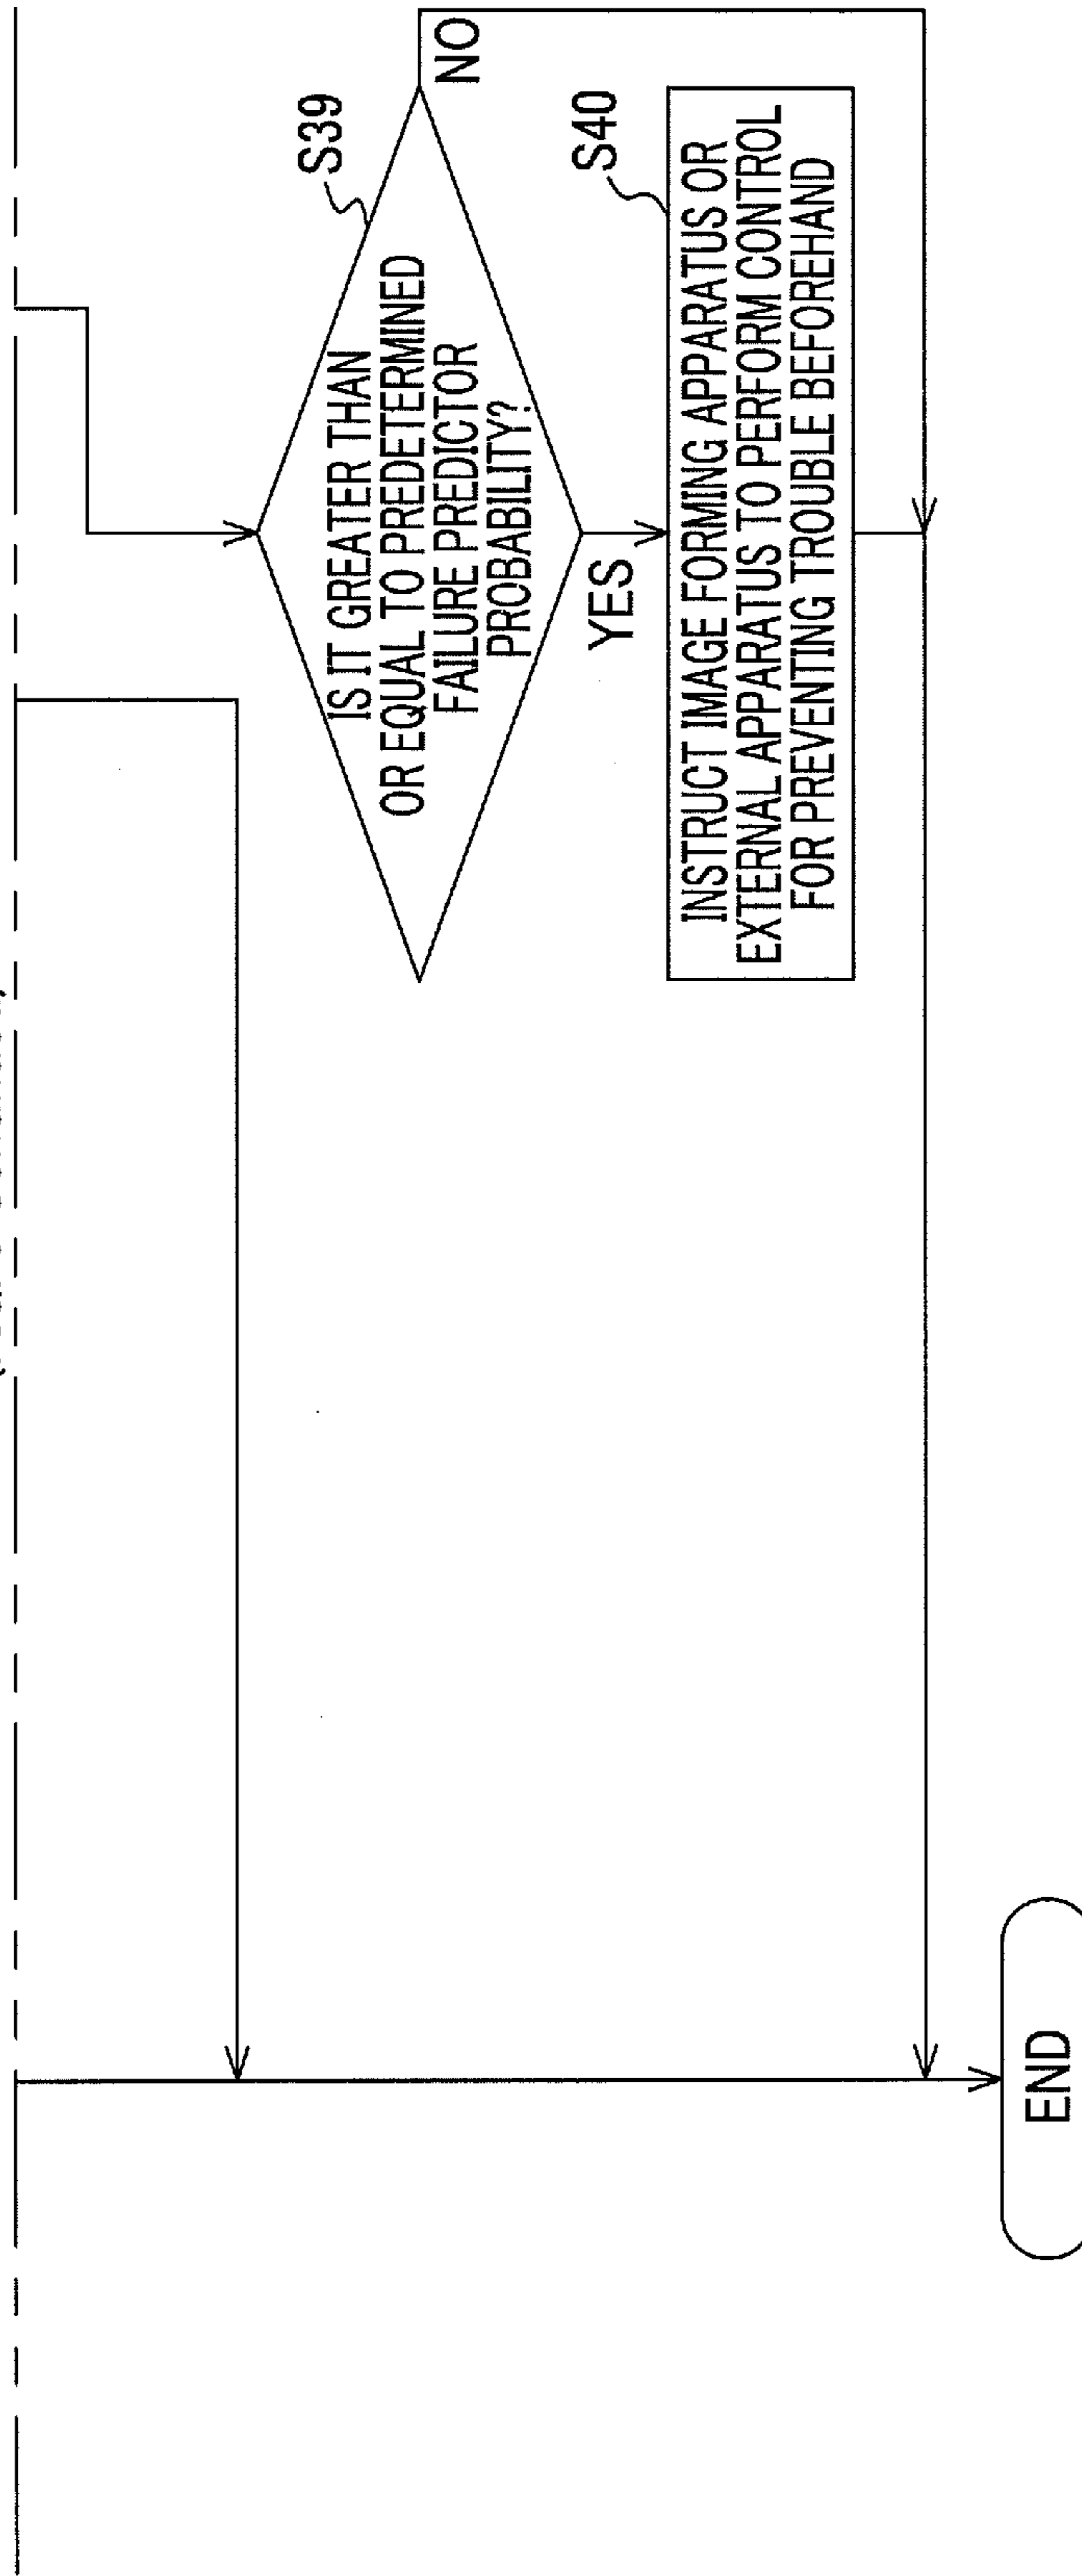 S39
IS IT GREATER THAN
OR EQUAL TO PREDETERMINED
FAILURE PREDICTOR
PROBABILITY?
NO
YES
S40
INSTRUCT IMAGE FORMING APPARATUS OR
EXTERNAL APPARATUS TO PERFORM CONTROL
FOR PREVENTING TROUBLE BEFOREHAND
END